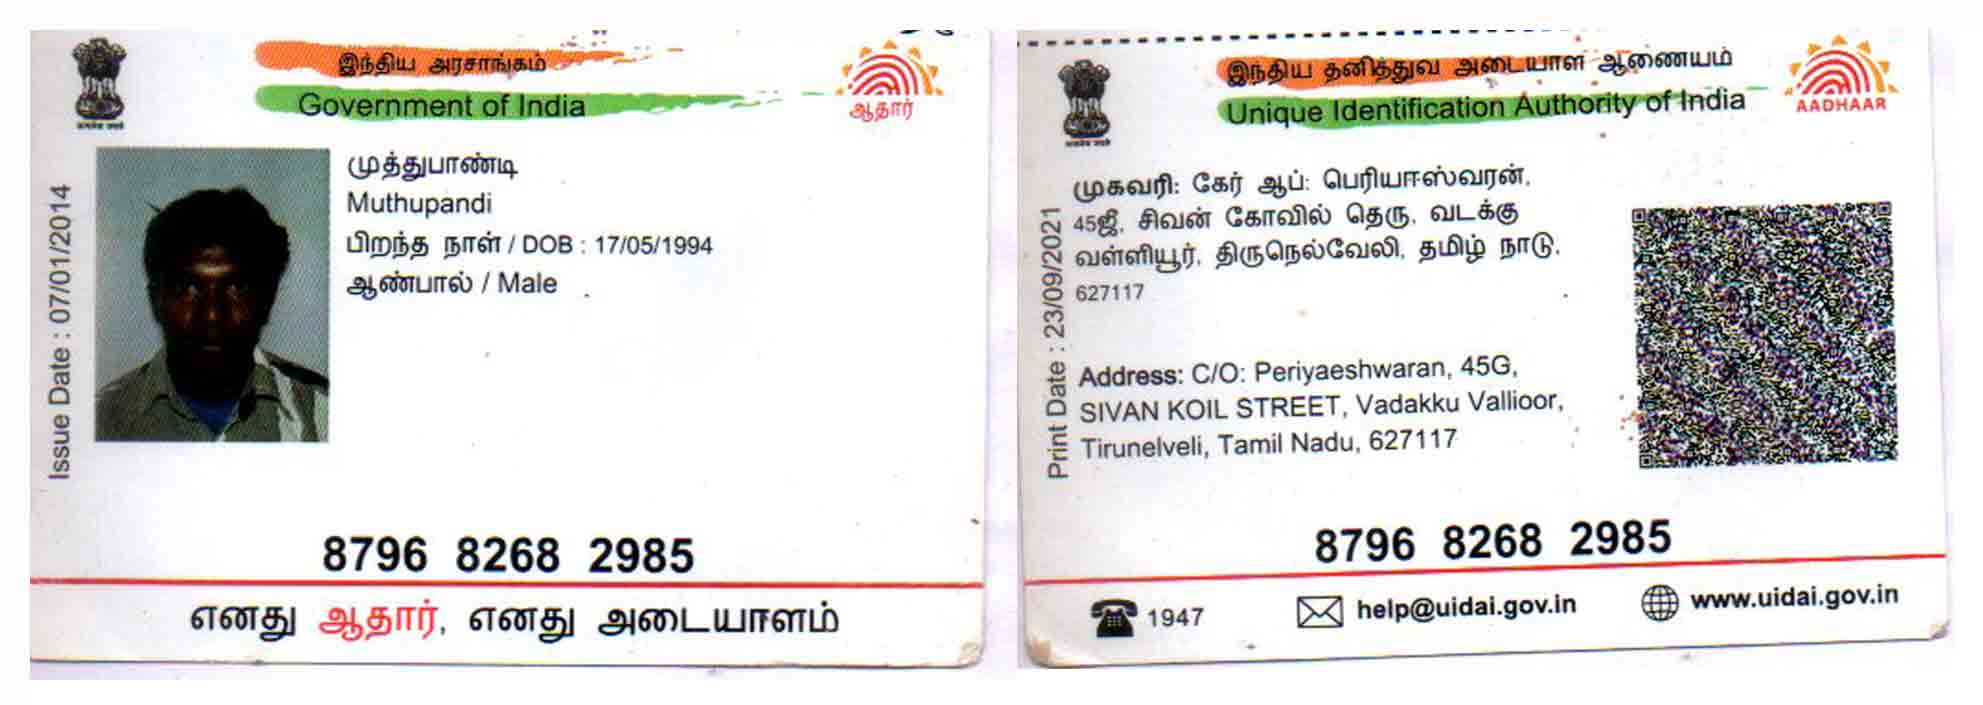 இந்திய அரசாங்கம்
Government of India
ஆதார்
Issue Date : 07/01/2014
முத்துபாண்டி
Muthupandi
பிறந்த நாள் / DOB : 17/05/1994
ஆண்பால் / Male
8796 8268 2985
எனது ஆதார், எனது அடையாளம்
இந்திய தனித்துவ அடையாள ஆணையம்
Unique Identification Authority of India
AADHAAR
Print Date : 23/09/2021
முகவரி: கேர் ஆப்: பெரியஈஸ்வரன்,
45ஜீ, சிவன் கோவில் தெரு, வடக்கு
வள்ளியூர், திருநெல்வேலி, தமிழ் நாடு,
627117
Address: C/O: Periyaeshwaran, 45G,
SIVAN KOIL STREET, Vadakku Vallioor,
Tirunelveli, Tamil Nadu, 627117
8796 8268 2985
1947
help@uidai.gov.in
www.uidai.gov.in